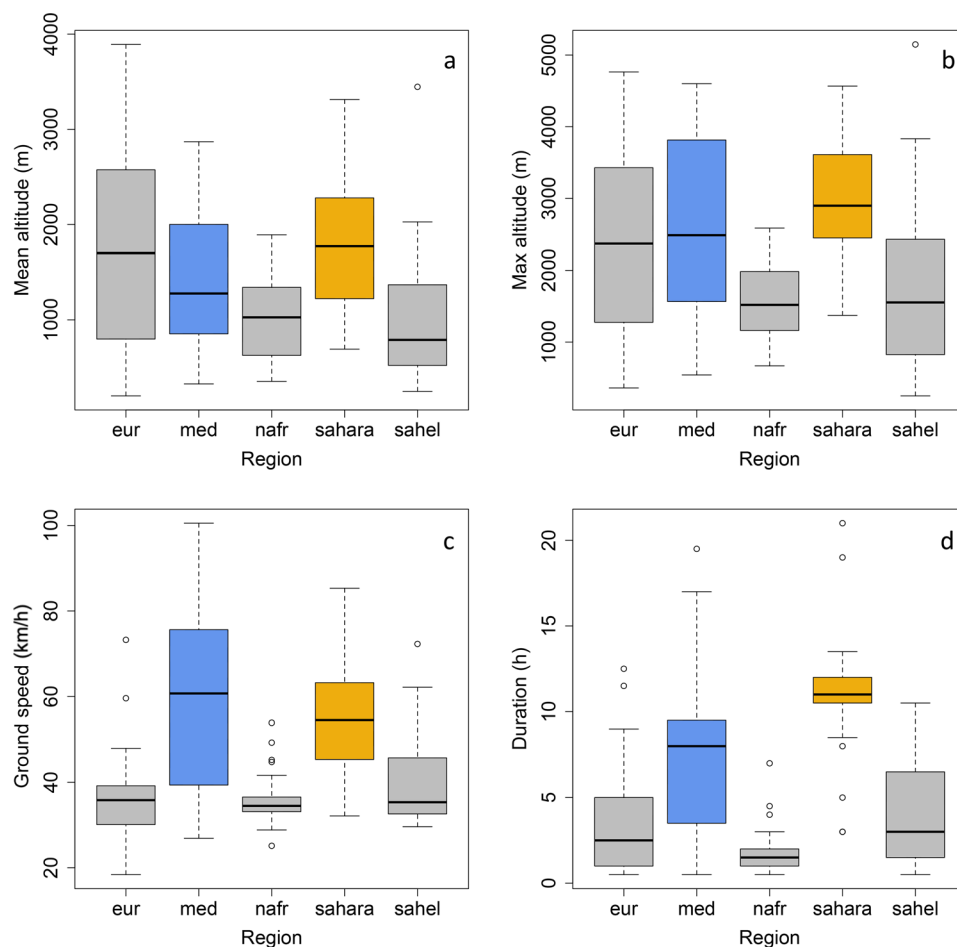 a
Mean altitude (m)
4000
3000
2000
1000
eur med nafr sahara sahel
Region
b
Max altitude (m)
5000
4000
3000
2000
1000
eur med nafr sahara sahel
Region
c
Ground speed (km/h)
100
80
60
40
20
eur med nafr sahara sahel
Region
d
Duration (h)
20
15
10
5
0
eur med nafr sahara sahel
Region